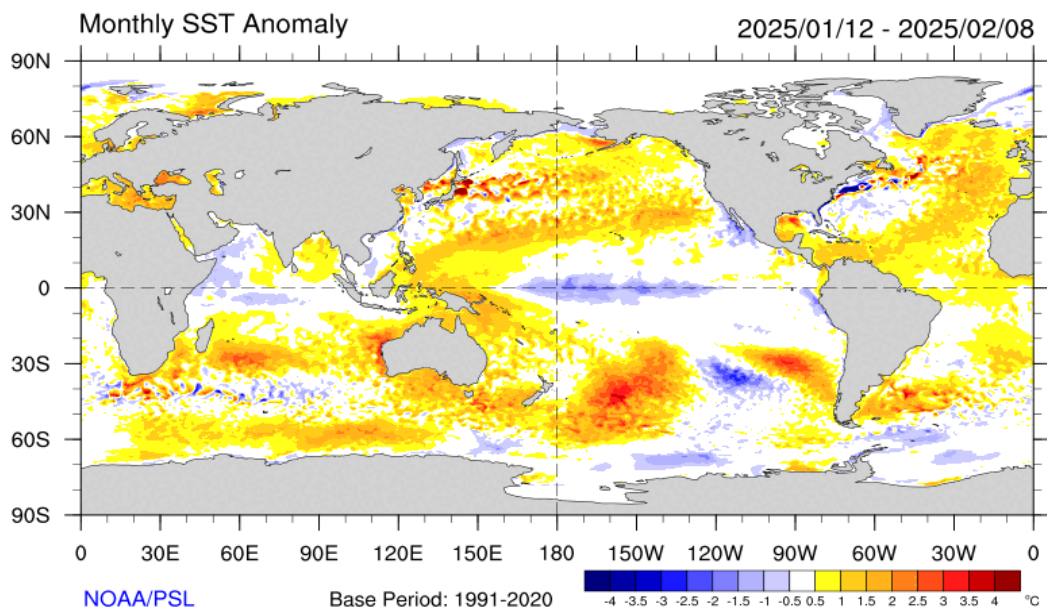 Monthly SST Anomaly 2025/01/12 - 2025/02/08
90N
60N
30N
0
30S
60S
90S
0 30E 60E 90E 120E 150E 180 150W 120W 90W 60W 30W 0
NOAA/PSL Base Period: 1991-2020
-4 -3.5 -3 -2.5 -2 -1.5 -1 -0.5 0.5 1 1.5 2 2.5 3 3.5 4 °C